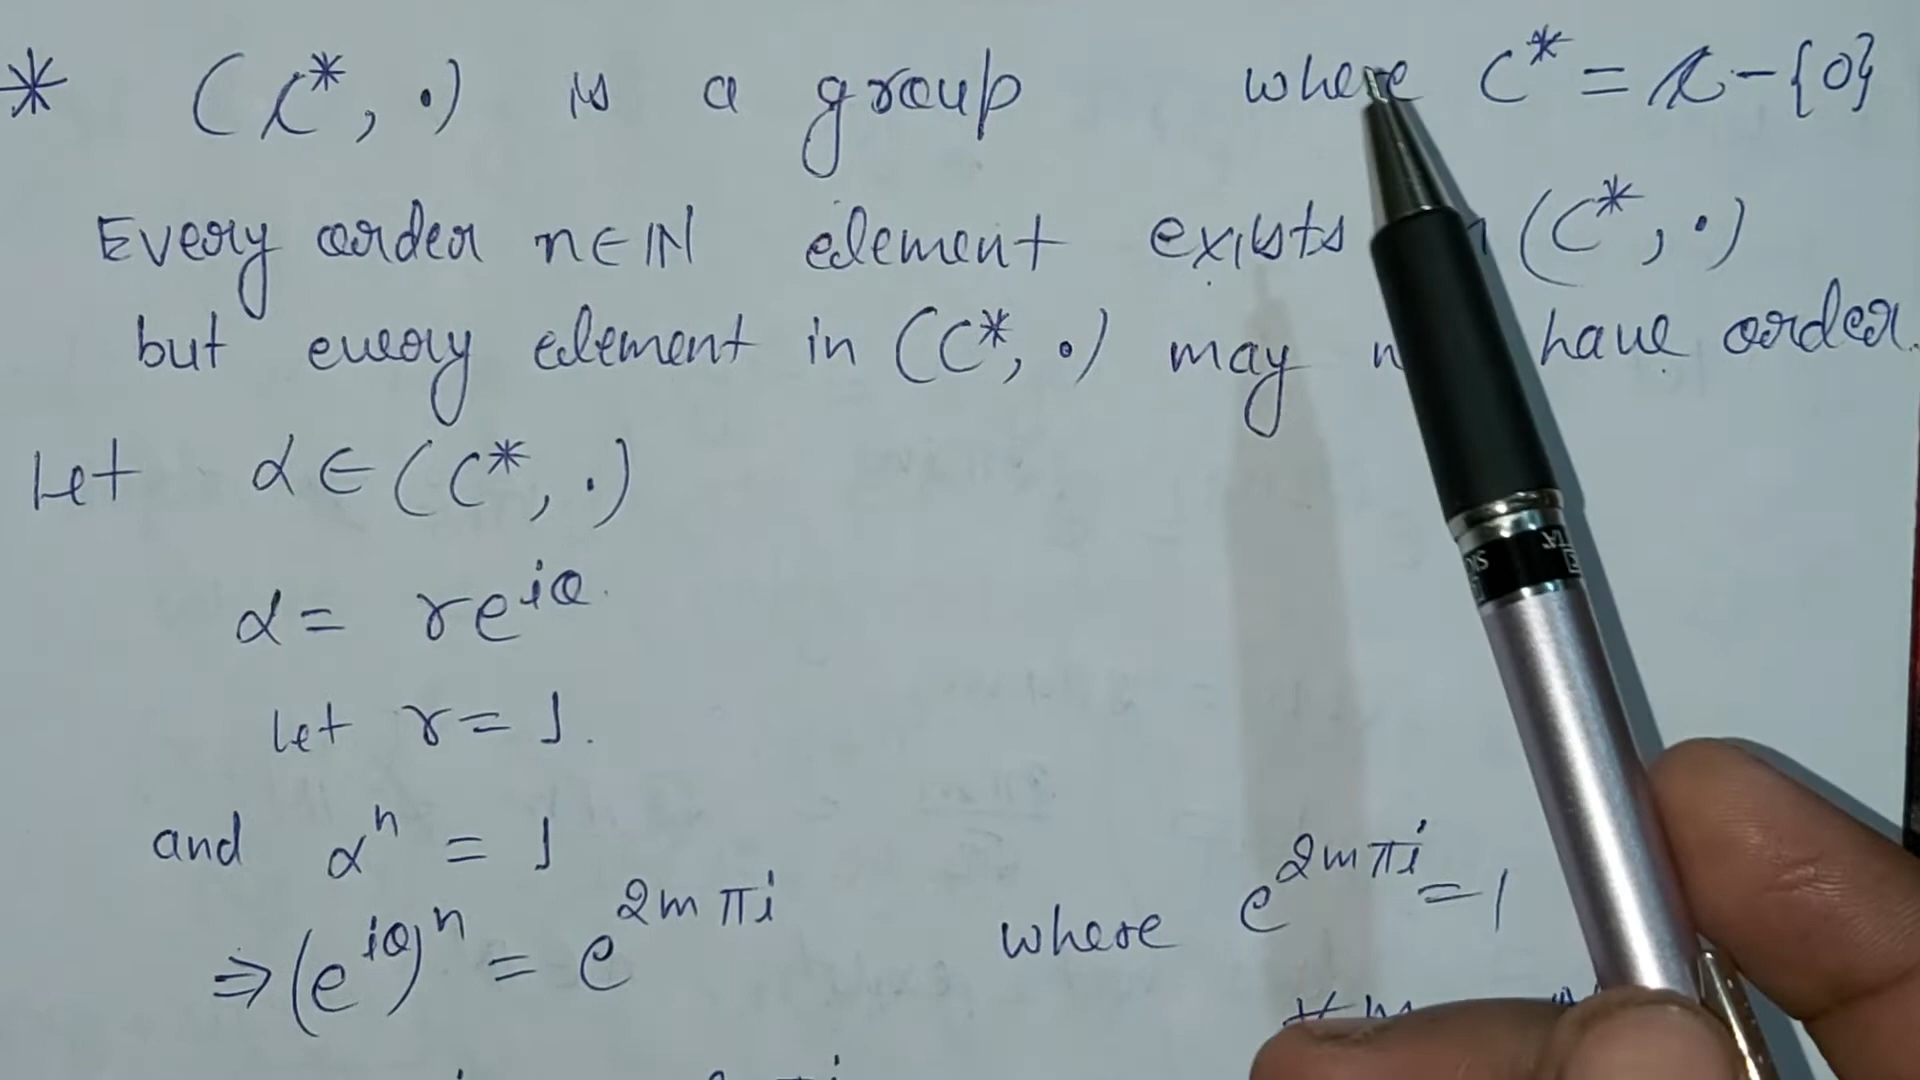 * (C*, .) is a group where C* = C - {0}
Every order n∈ℕ element exists (C*, .)
but every element in (C*, .) may have order.
Let α ∈ (C*, .)
α = re^{iθ}.
Let r = 1.
and α^n = 1
⇒ (e^{iθ})^n = e^{2mπi} where e^{2mπi} = 1